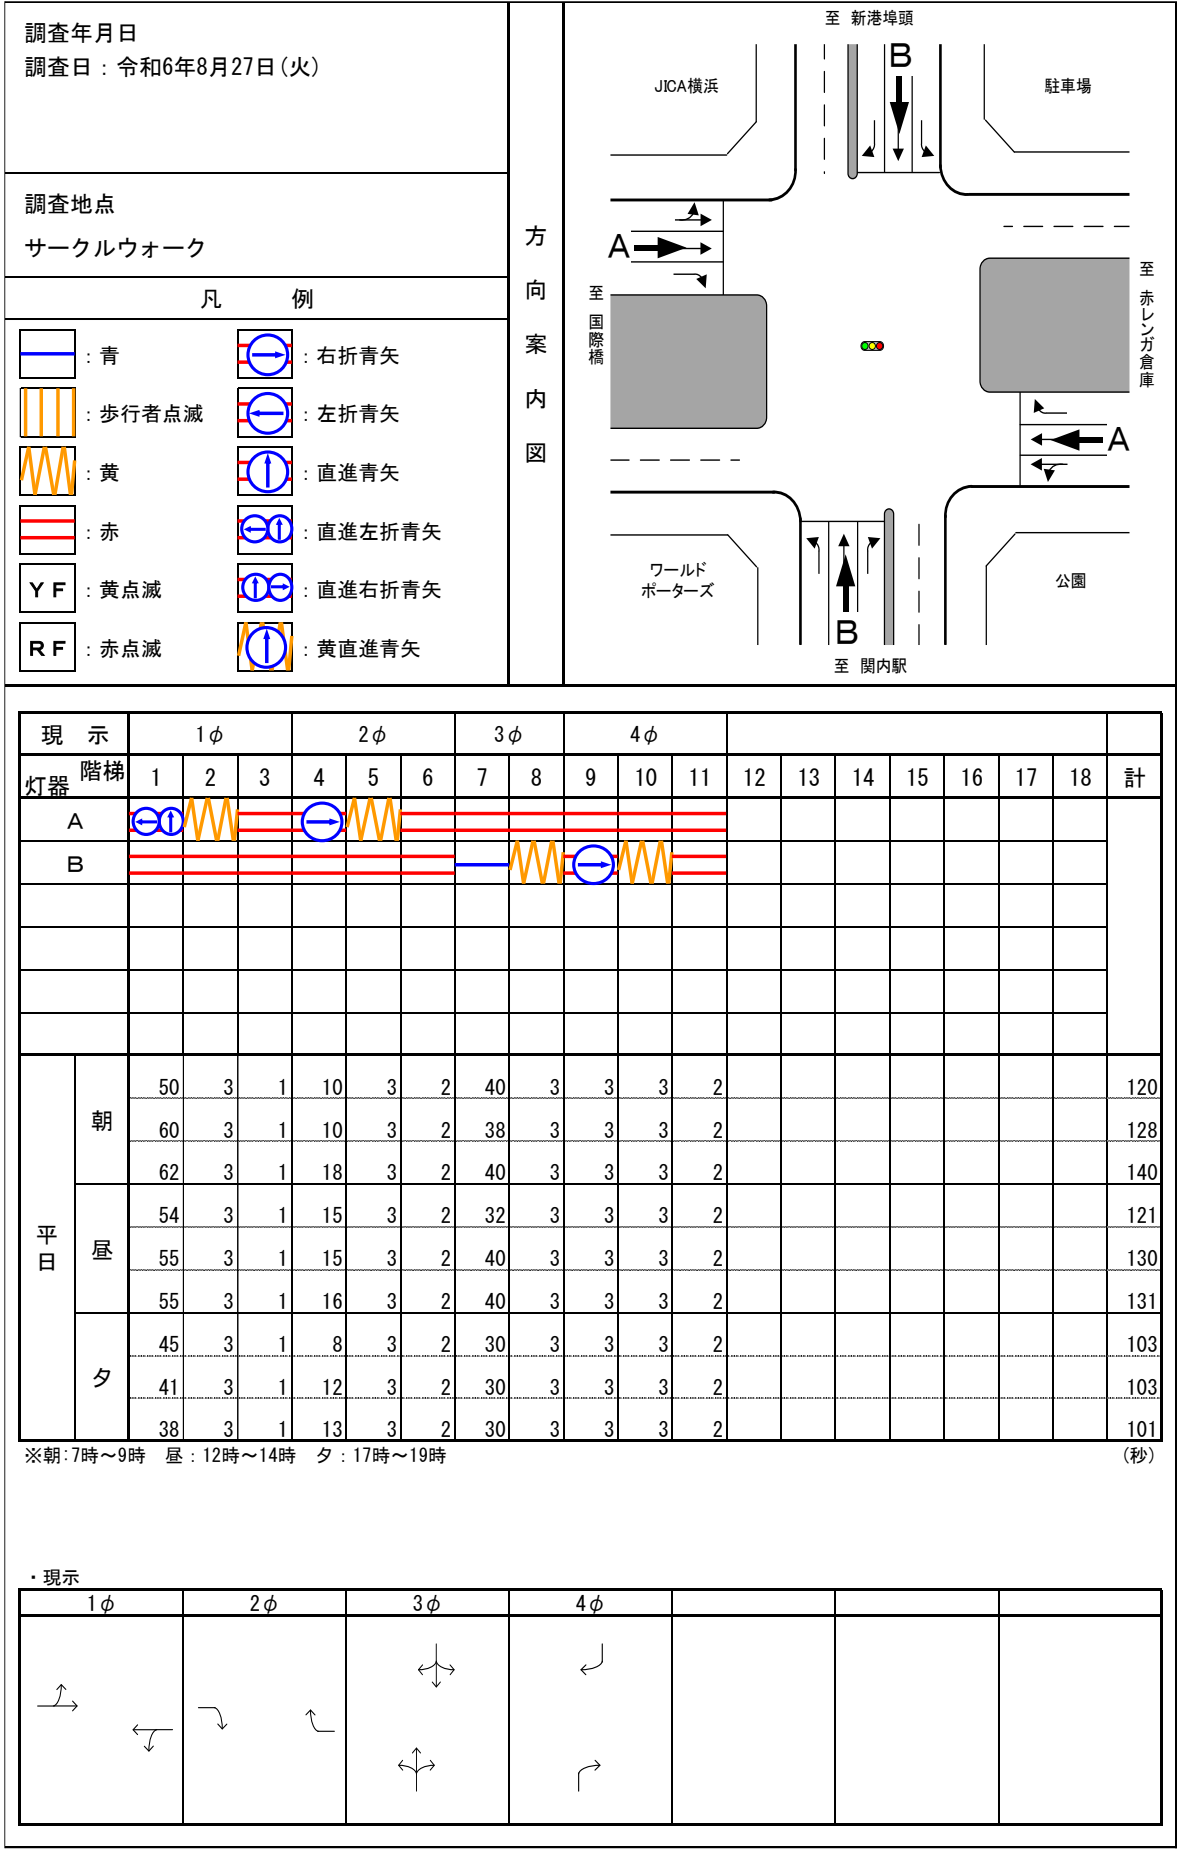 調査年月日
調査日：令和6年8月27日(火)
調査地点
サークルウォーク
凡 例
：青
：右折青矢
：歩行者点滅
：左折青矢
：黄
：直進青矢
：赤
：直進左折青矢
ＹＦ ：黄点滅
：直進右折青矢
ＲＦ ：赤点滅
：黄直進青矢
方向案内図
至 新港埠頭
B
JICA横浜
駐車場
A
至 国際橋
至 赤レンガ倉庫
A
ワールド
ポーターズ
公園
B
至 関内駅
現 示 1φ 2φ 3φ 4φ
灯器 階梯 1 2 3 4 5 6 7 8 9 10 11 12 13 14 15 16 17 18 計
A
B
平日
朝
50 3 1 10 3 2 40 3 3 3 2 120
60 3 1 10 3 2 38 3 3 3 2 128
62 3 1 18 3 2 40 3 3 3 2 140
昼
54 3 1 15 3 2 32 3 3 3 2 121
55 3 1 15 3 2 40 3 3 3 2 130
55 3 1 16 3 2 40 3 3 3 2 131
夕
45 3 1 8 3 2 30 3 3 3 2 103
41 3 1 12 3 2 30 3 3 3 2 103
38 3 1 13 3 2 30 3 3 3 2 101
※朝:7時～9時 昼：12時～14時 夕：17時～19時
(秒)
・現示
1φ 2φ 3φ 4φ